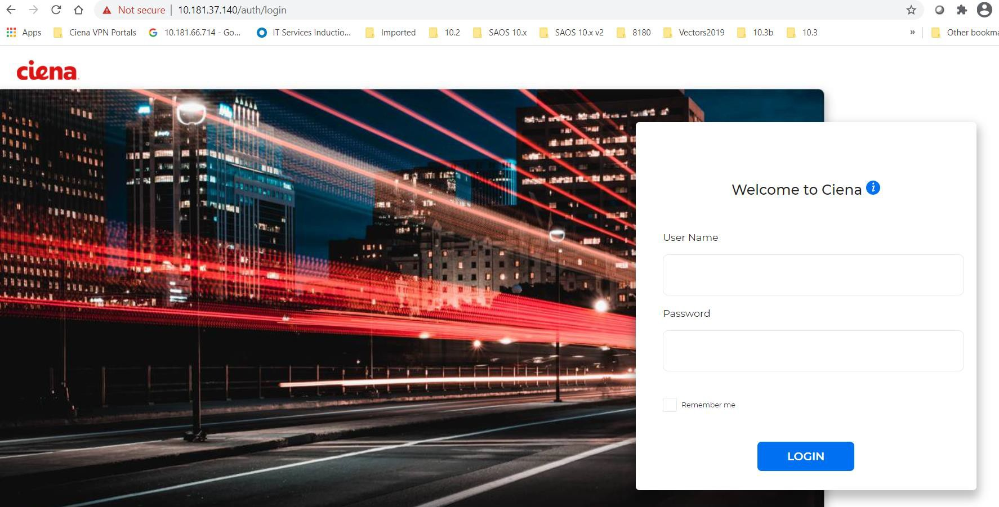 Not secure | 10.181.37.140/auth/login
Apps Ciena VPN Portals 10.181.66.714 - Go... IT Services Inductio... Imported 10.2 SAOS 10.x SAOS 10.x v2 8180 Vectors2019 10.3b 10.3 » Other bookma
ciena
Welcome to Ciena i
User Name
Password
Remember me
LOGIN